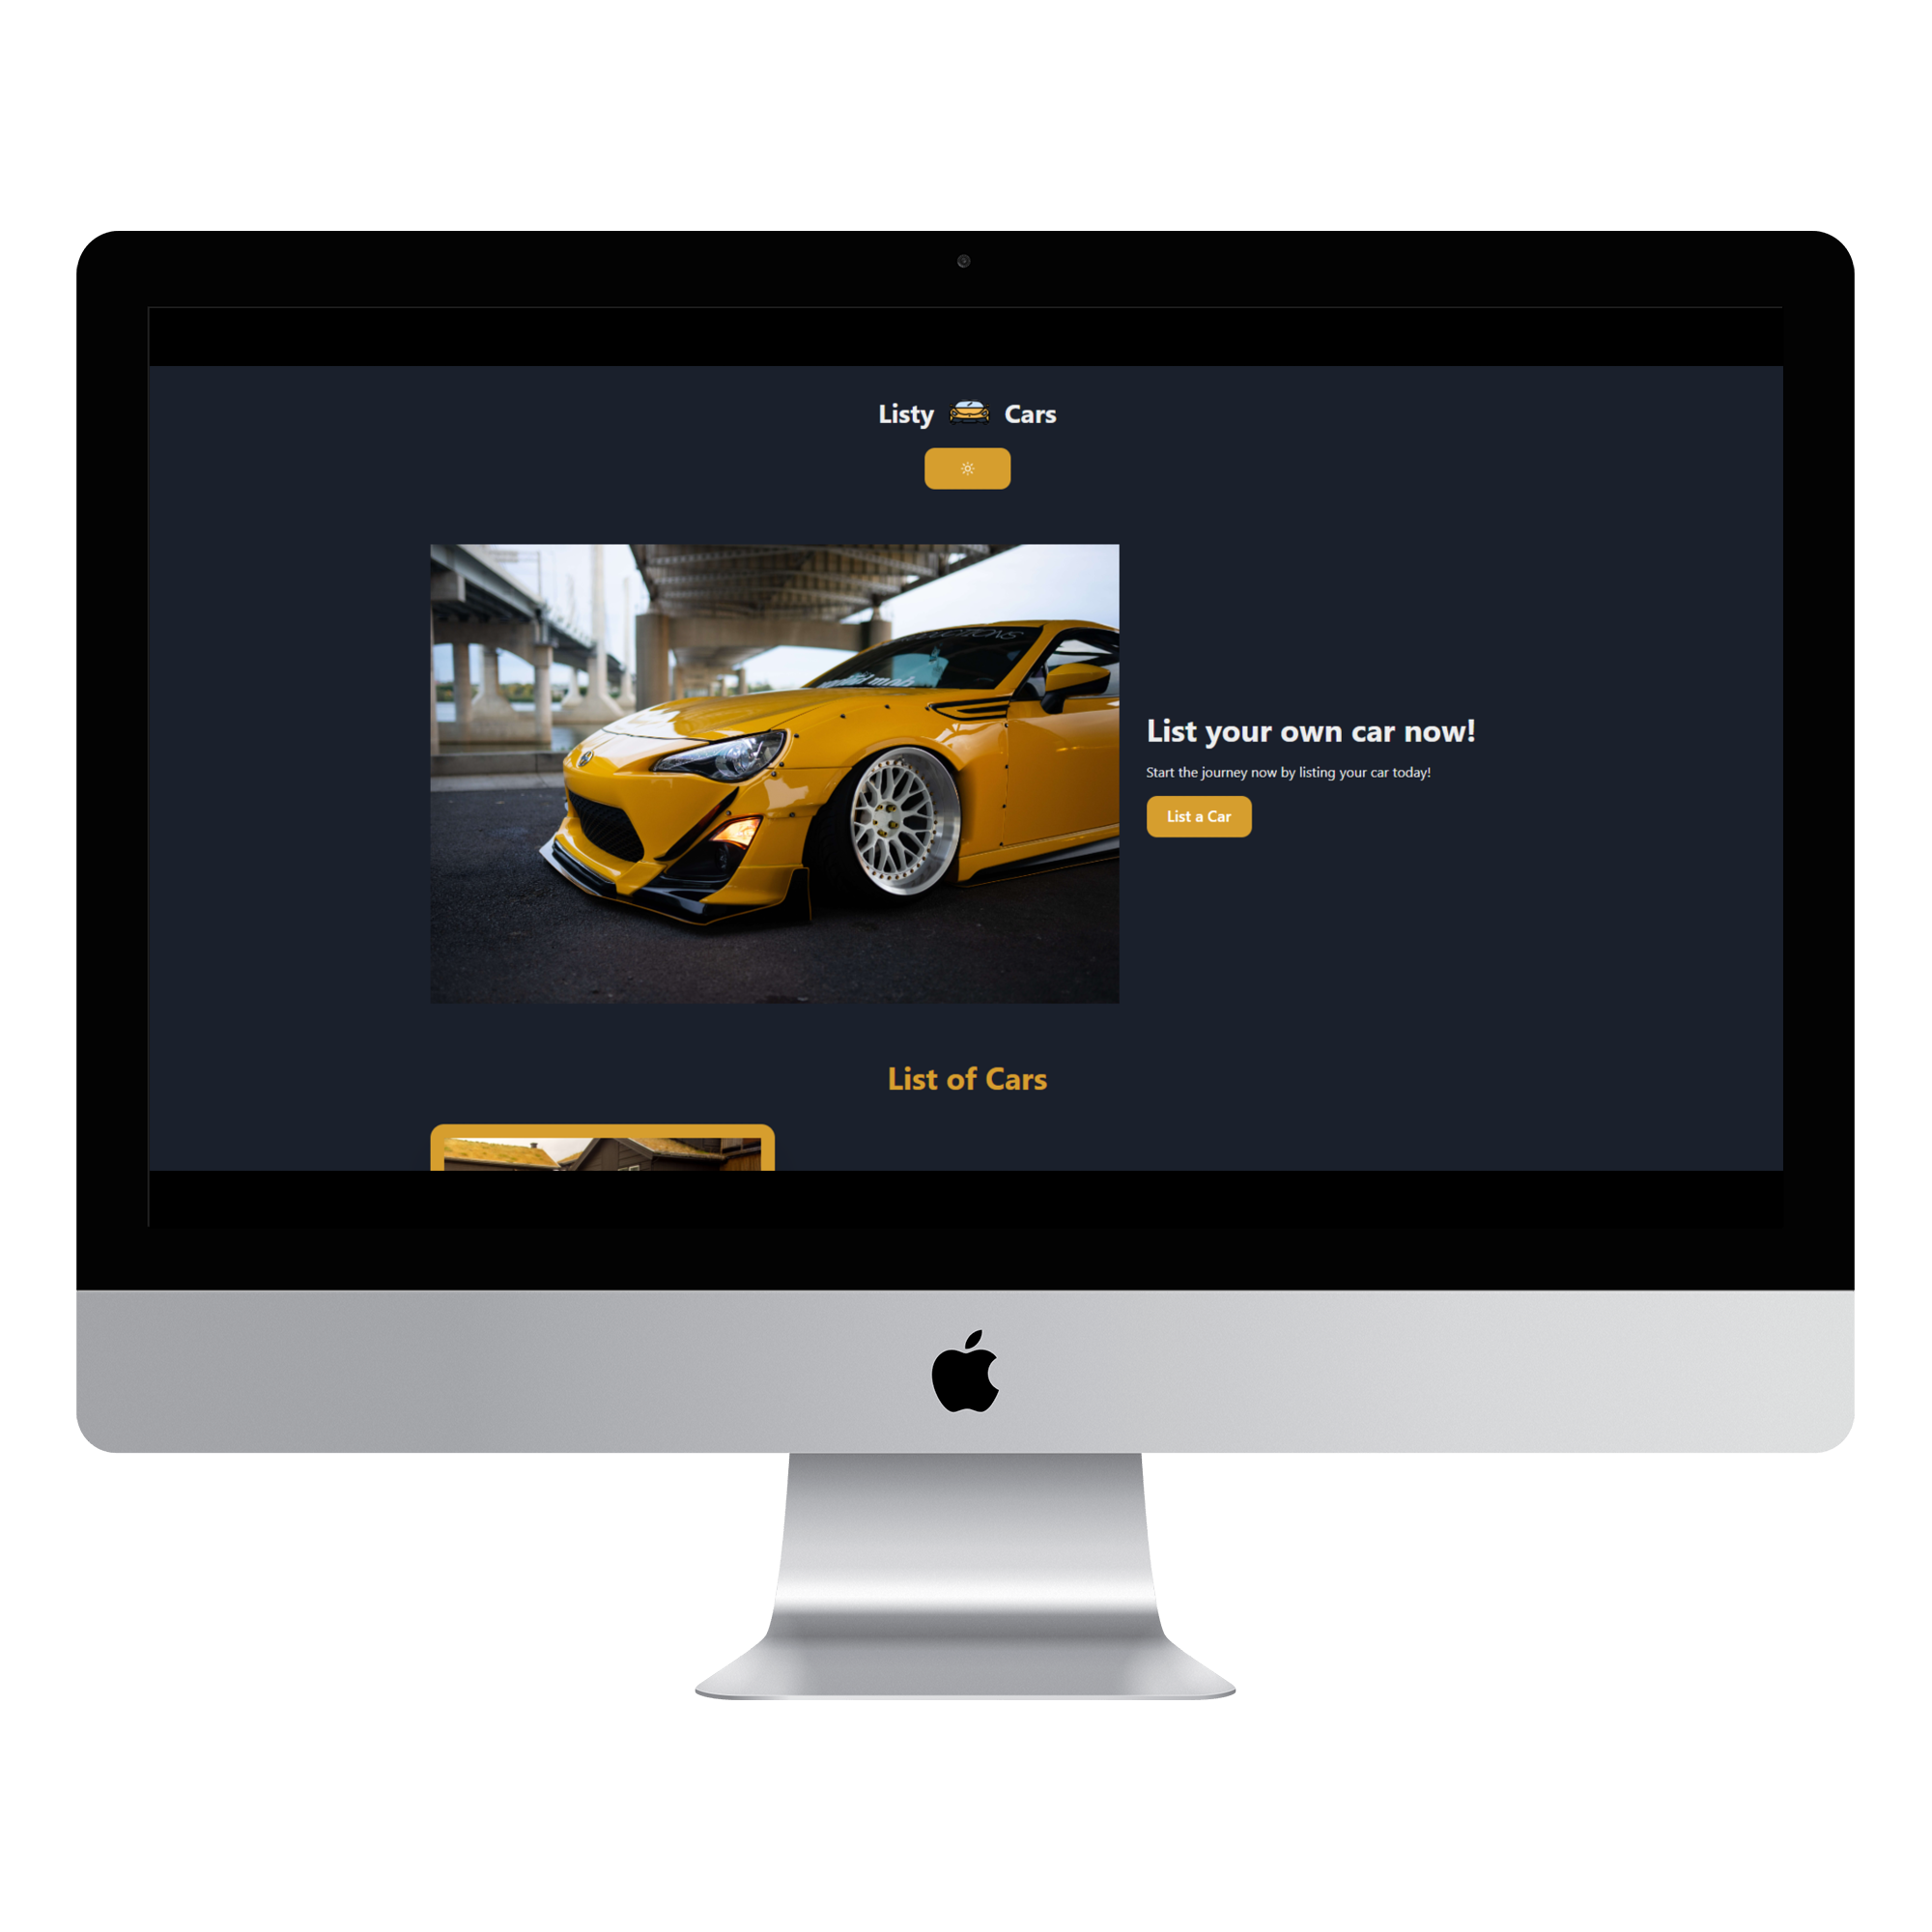 Listy Cars
List your own car now!
Start the journey now by listing your car today!
List a Car
List of Cars